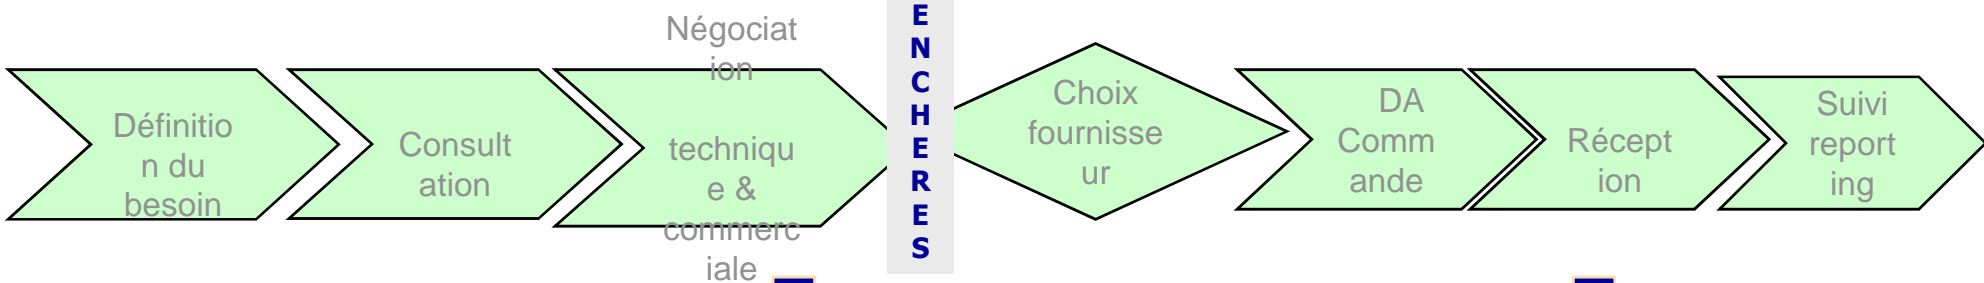 Définitio
n du
besoin
Consult
ation
Négociat
ion
techniqu
e &
commerc
iale
E
N
C
H
E
R
E
S
Choix
fournisse
ur
DA
Comm
ande
Récept
ion
Suivi
report
ing